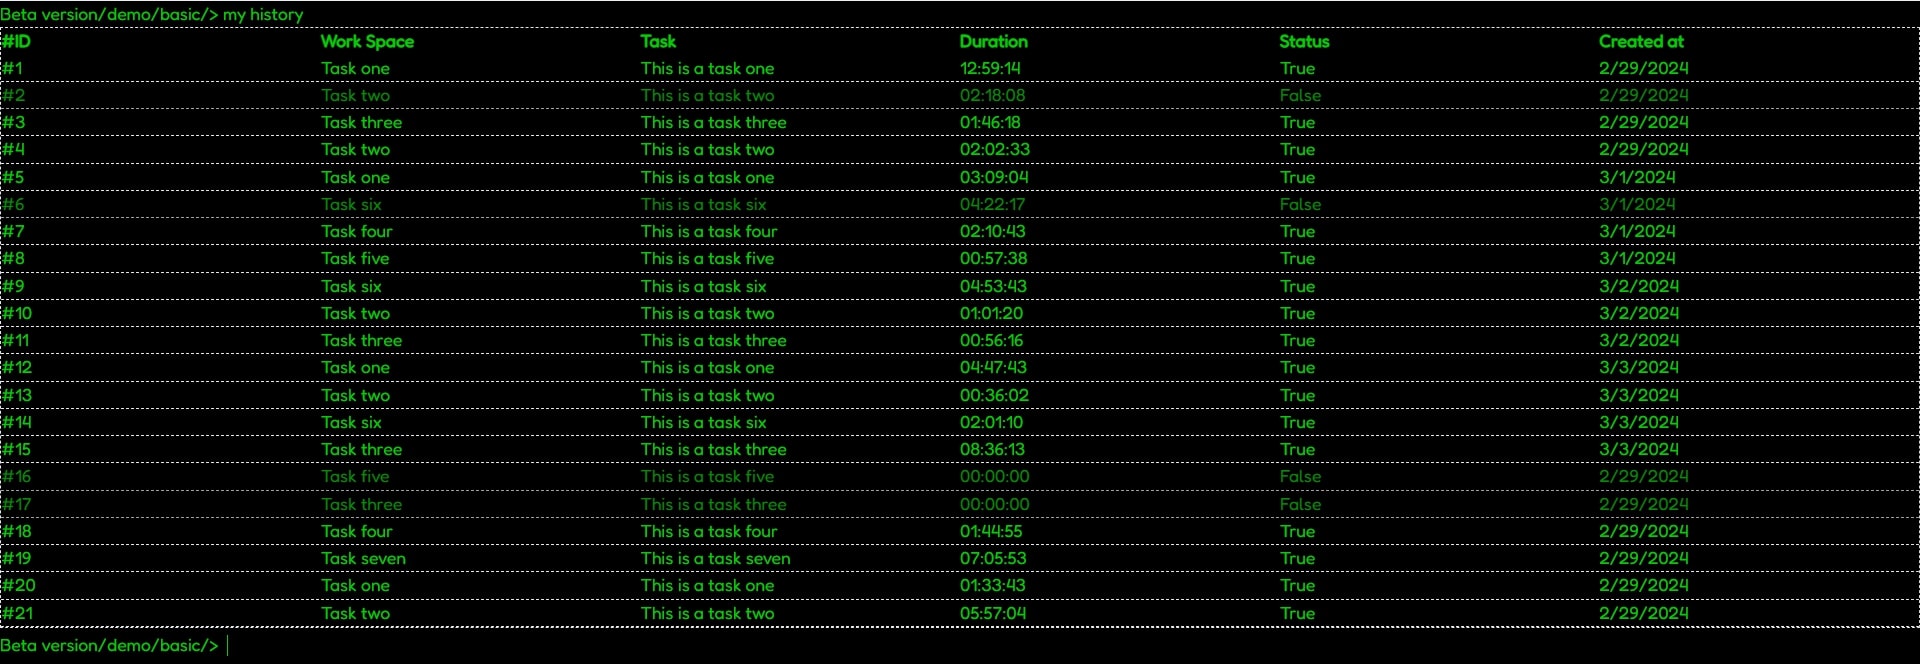 Beta version/demo/basic/> my history
#ID Work Space Task Duration Status Created at
#1 Task one This is a task one 12:59:14 True 2/29/2024
#2 Task two This is a task two 02:18:08 False 2/29/2024
#3 Task three This is a task three 01:46:18 True 2/29/2024
#4 Task two This is a task two 02:02:33 True 2/29/2024
#5 Task one This is a task one 03:09:04 True 3/1/2024
#6 Task six This is a task six 04:22:17 False 3/1/2024
#7 Task four This is a task four 02:10:43 True 3/1/2024
#8 Task five This is a task five 00:57:38 True 3/1/2024
#9 Task six This is a task six 04:53:43 True 3/2/2024
#10 Task two This is a task two 01:01:20 True 3/2/2024
#11 Task three This is a task three 00:56:16 True 3/2/2024
#12 Task one This is a task one 04:47:43 True 3/3/2024
#13 Task two This is a task two 00:36:02 True 3/3/2024
#14 Task six This is a task six 02:01:10 True 3/3/2024
#15 Task three This is a task three 08:36:13 True 3/3/2024
#16 Task five This is a task five 00:00:00 False 2/29/2024
#17 Task three This is a task three 00:00:00 False 2/29/2024
#18 Task four This is a task four 01:44:55 True 2/29/2024
#19 Task seven This is a task seven 07:05:53 True 2/29/2024
#20 Task one This is a task one 01:33:43 True 2/29/2024
#21 Task two This is a task two 05:57:04 True 2/29/2024
Beta version/demo/basic/>